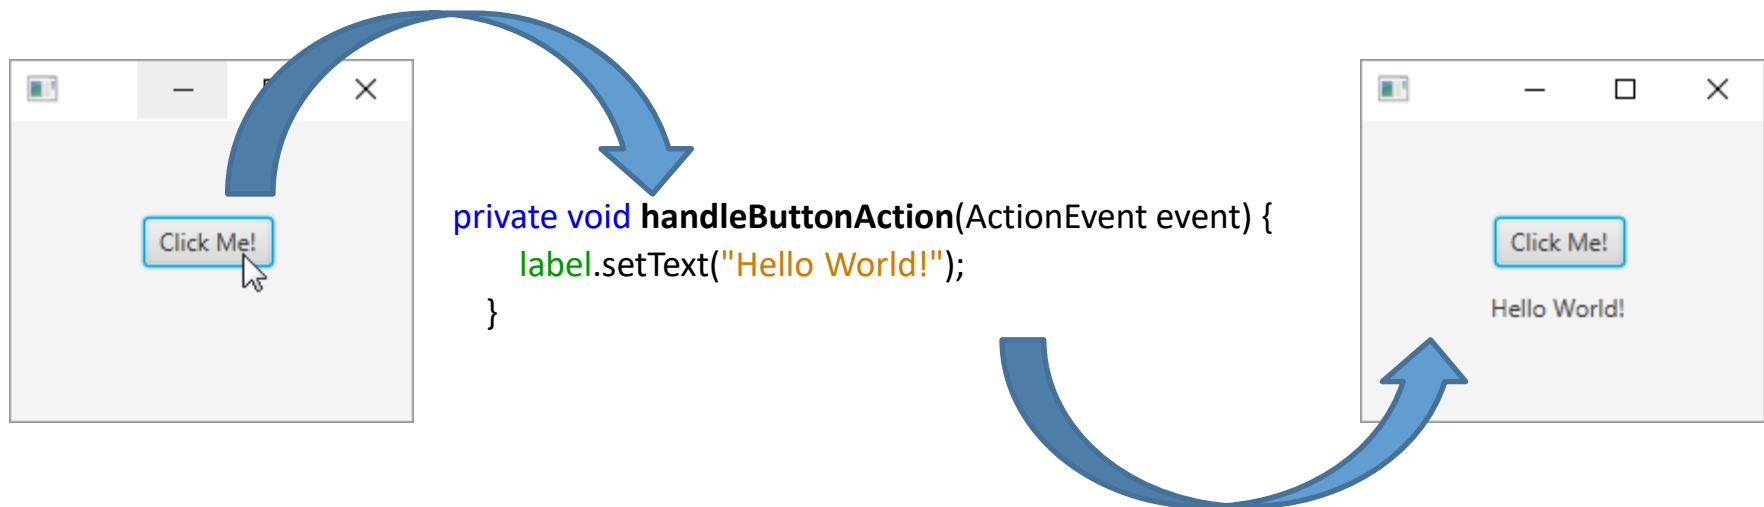 Click Me!
private void handleButtonAction(ActionEvent event) {
label.setText("Hello World!");
}
Click Me!
Hello World!